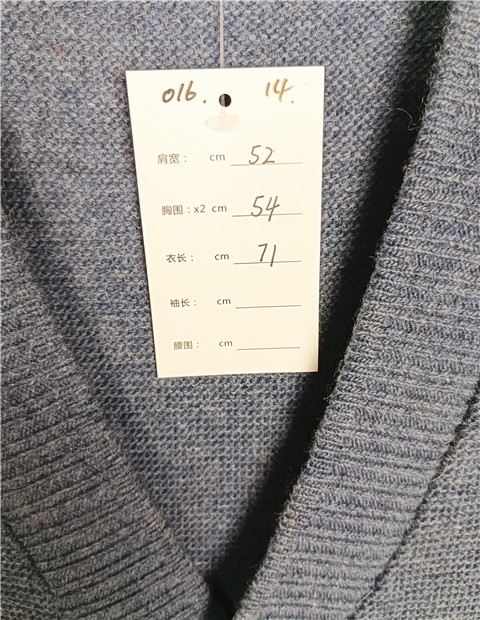 016. 14.
肩宽： cm 52
胸围：x2 cm 54
衣长： cm 71
袖长： cm
腰围： cm